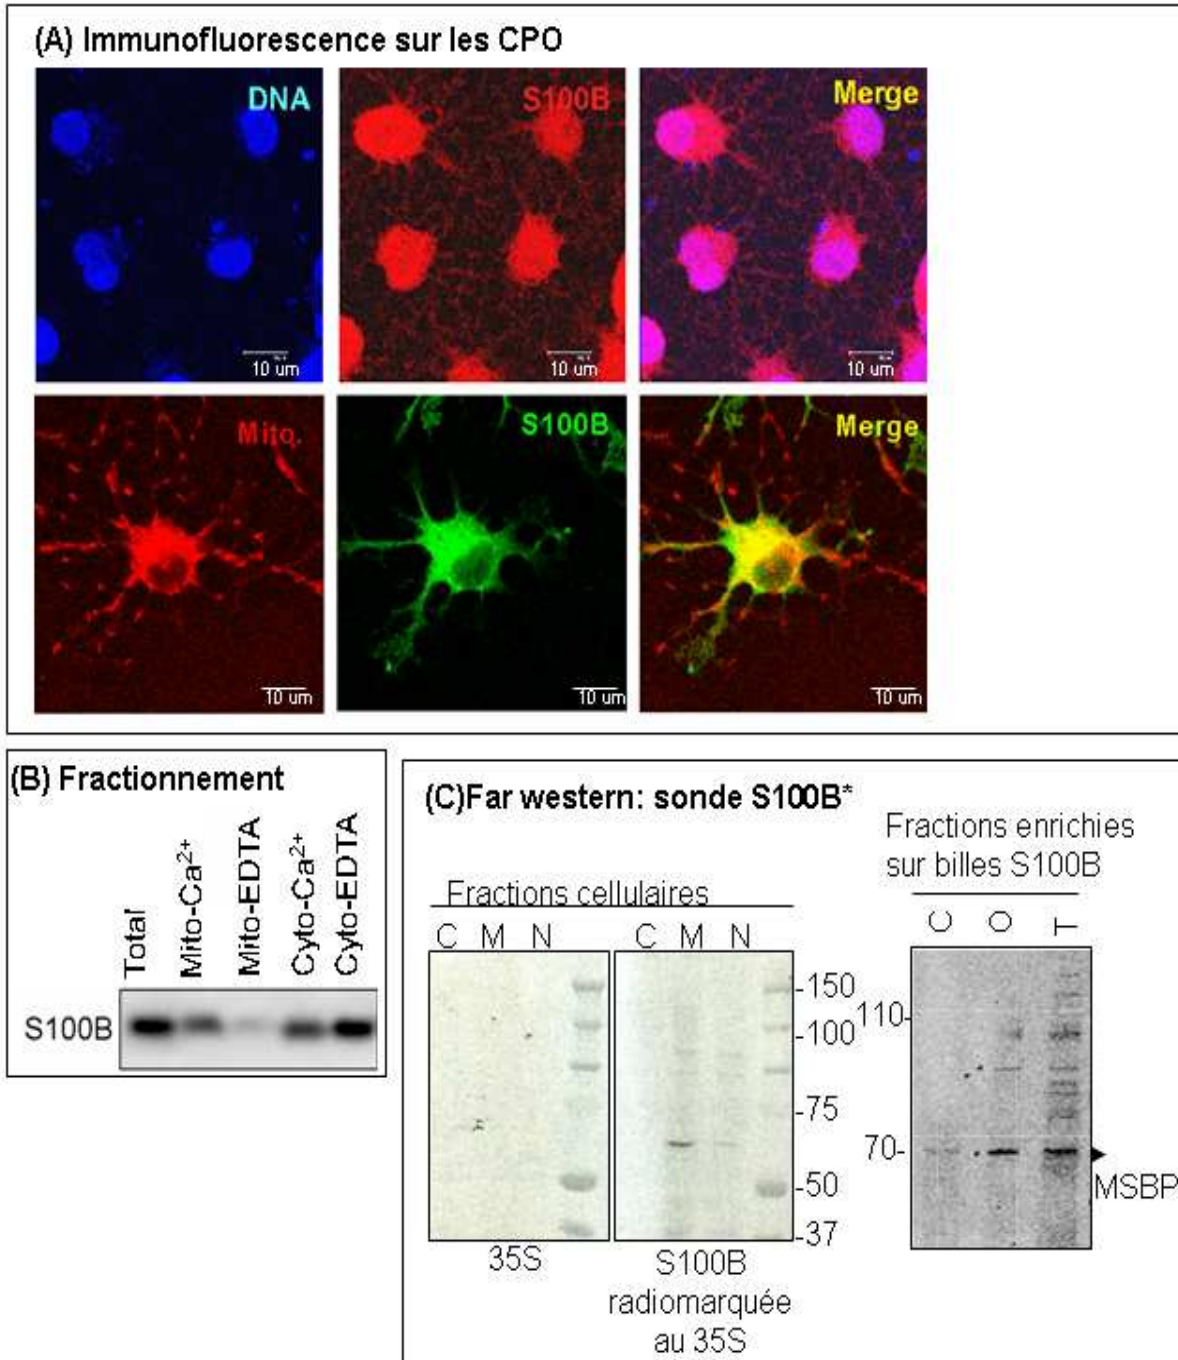 (A) Immunofluorescence sur les CPO
DNA
S100B
Merge
10 um
10 um
10 um
Mito.
S100B
Merge
10 um
10 um
10 um
(B) Fractionnement
Total
Mito-Ca2+
Mito-EDTA
Cyto-Ca2+
Cyto-EDTA
S100B
(C)Far western: sonde S100B*
Fractions cellulaires
C M N
C M N
-150
-100
-75
-50
-37
35S
S100B
radiomarquée
au 35S
Fractions enrichies
sur billes S100B
C O T
110-
70-
MSBP